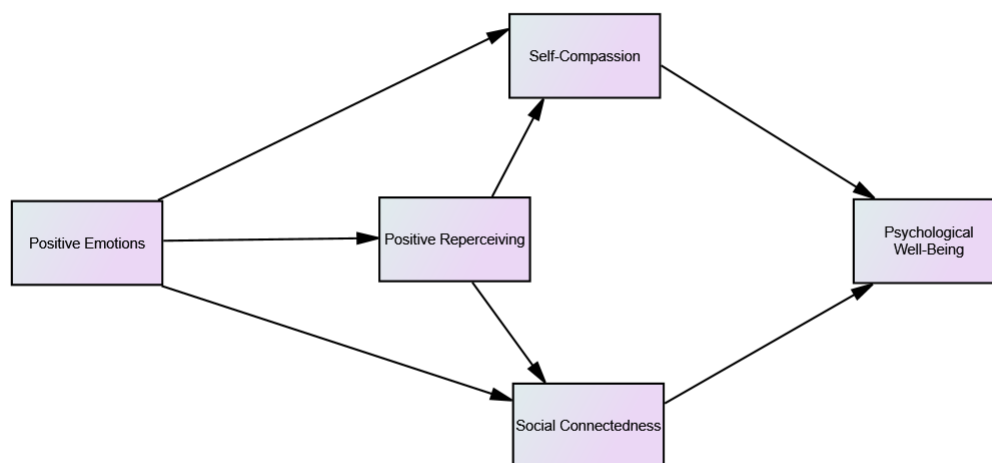 Self-Compassion
Positive Emotions
Positive Reperceiving
Psychological
Well-Being
Social Connectedness